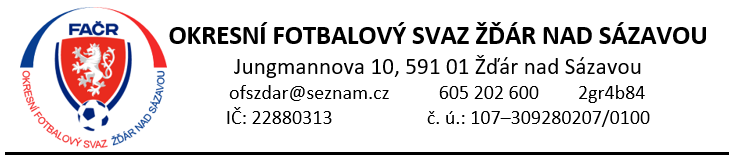 FAČR
OKRESNÍ FOTBALOVÝ SVAZ ŽĎÁR NAD SÁZAVOU
OKRESNÍ FOTBALOVÝ SVAZ ŽĎÁR NAD SÁZAVOU
Jungmannova 10, 591 01 Žďár nad Sázavou
ofszdar@seznam.cz 605 202 600 2gr4b84
IČ: 22880313 č. ú.: 107–309280207/0100